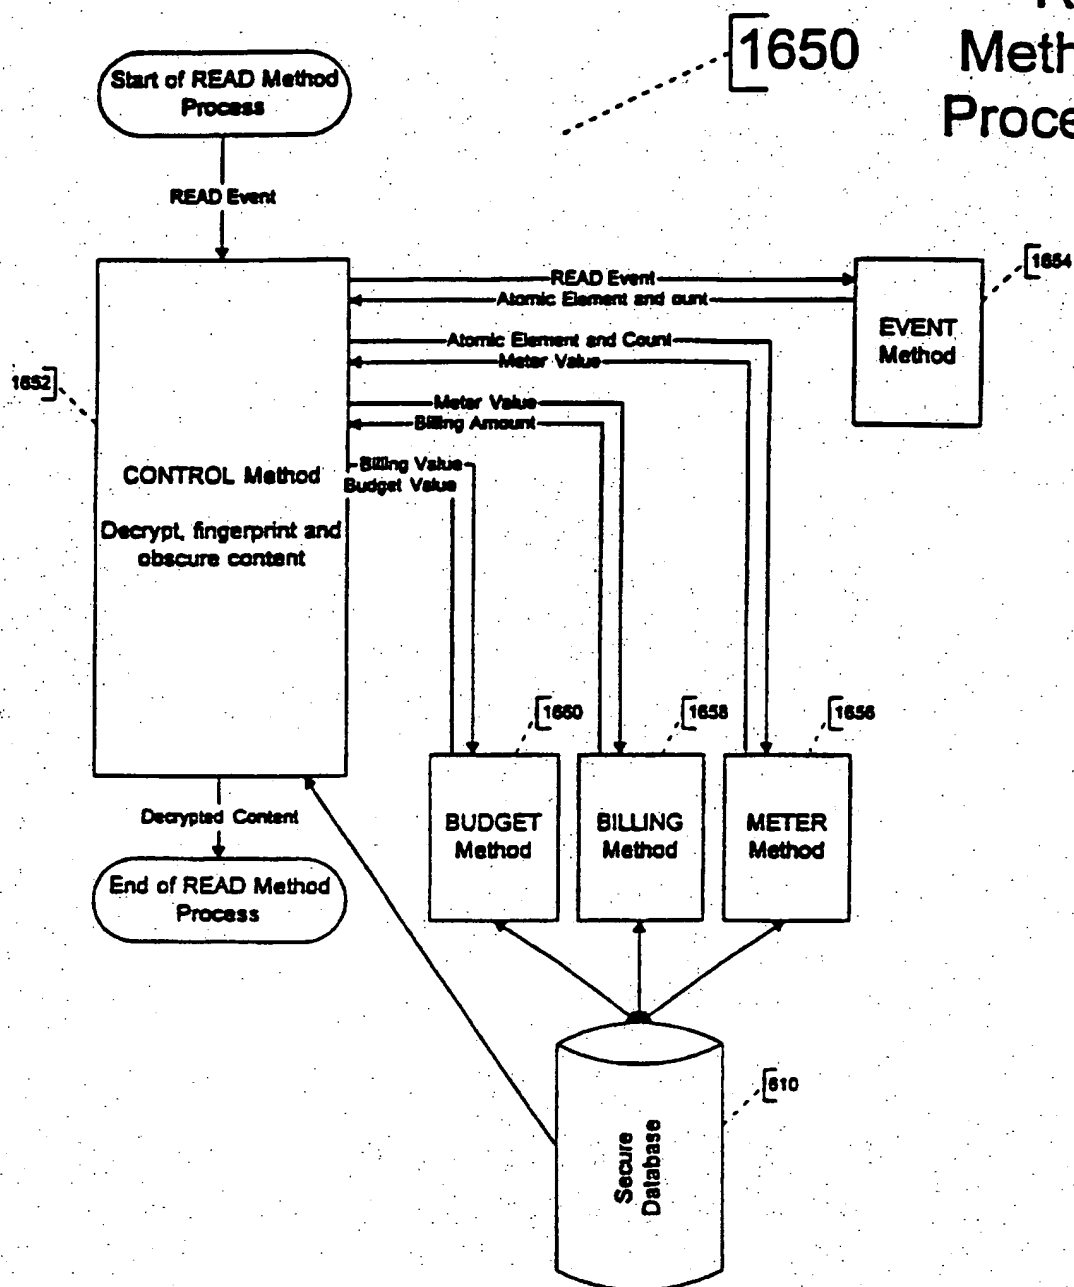 1650
Meth
Proce
Start of READ Method
Process
READ Event
READ Event
Atomic Element and ount
1654
EVENT
Method
Atomic Element and Count
Meter Value
1652
Meter Value
Billing Amount
Billing Value
Budget Value
CONTROL Method
Decrypt, fingerprint and
obscure content
1660
1658
1656
BUDGET
Method
BILLING
Method
METER
Method
Decrypted Content
End of READ Method
Process
610
Secure
Database